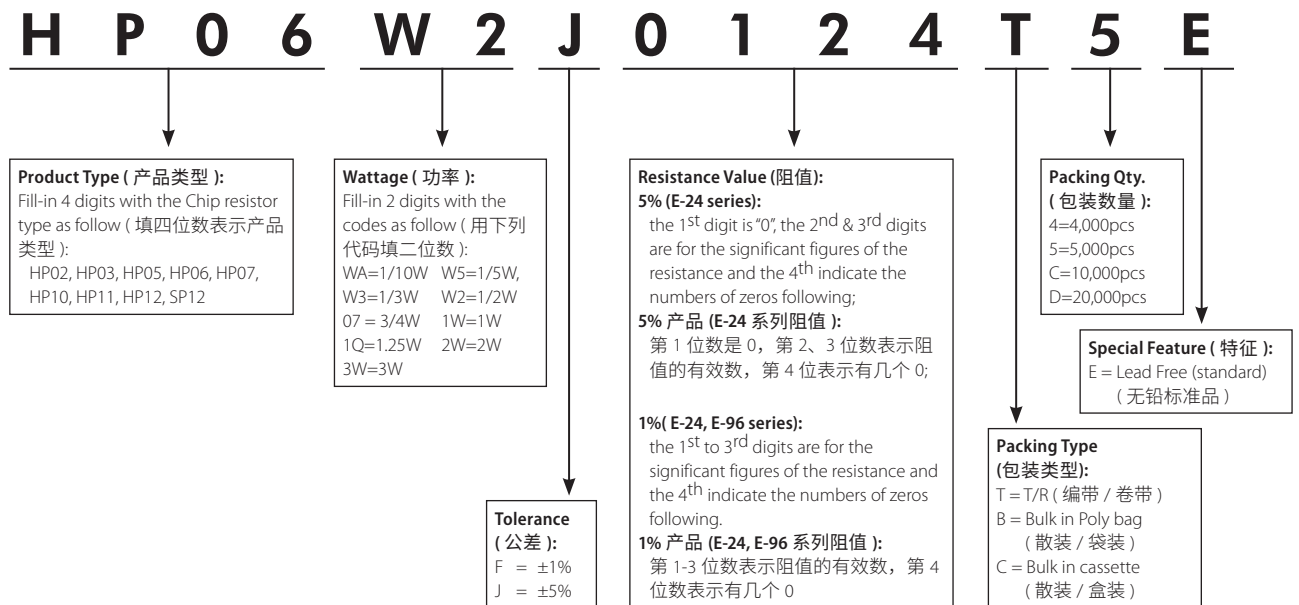 H P 0 6 W 2 J 0 1 2 4 T 5 E
Product Type ( 产品类型 ):
Fill-in 4 digits with the Chip resistor
type as follow ( 填四位数表示产品
类型 ):
HP02, HP03, HP05, HP06, HP07,
HP10, HP11, HP12, SP12
Wattage ( 功率 ):
Fill-in 2 digits with the
codes as follow ( 用下列
代码填二位数 ):
WA=1/10W W5=1/5W,
W3=1/3W W2=1/2W
07 = 3/4W 1W=1W
1Q=1.25W 2W=2W
3W=3W
Tolerance
( 公差 ):
F = ±1%
J = ±5%
Resistance Value (阻值):
5% (E-24 series):
the 1st digit is “0”, the 2nd & 3rd digits
are for the significant figures of the
resistance and the 4th indicate the
numbers of zeros following;
5% 产品 (E-24 系列阻值 ):
第 1 位数是 0，第 2、3 位数表示阻
值的有效数，第 4 位表示有几个 0;
1%( E-24, E-96 series):
the 1st to 3rd digits are for the
significant figures of the resistance and
the 4th indicate the numbers of zeros
following.
1% 产品 (E-24, E-96 系列阻值 ):
第 1-3 位数表示阻值的有效数，第 4
位数表示有几个 0
Packing Type
(包装类型):
T = T/R ( 编带 / 卷带 )
B = Bulk in Poly bag
( 散装 / 袋装 )
C = Bulk in cassette
( 散装 / 盒装 )
Packing Qty.
( 包装数量 ):
4=4,000pcs
5=5,000pcs
C=10,000pcs
D=20,000pcs
Special Feature ( 特征 ):
E = Lead Free (standard)
( 无铅标准品 )